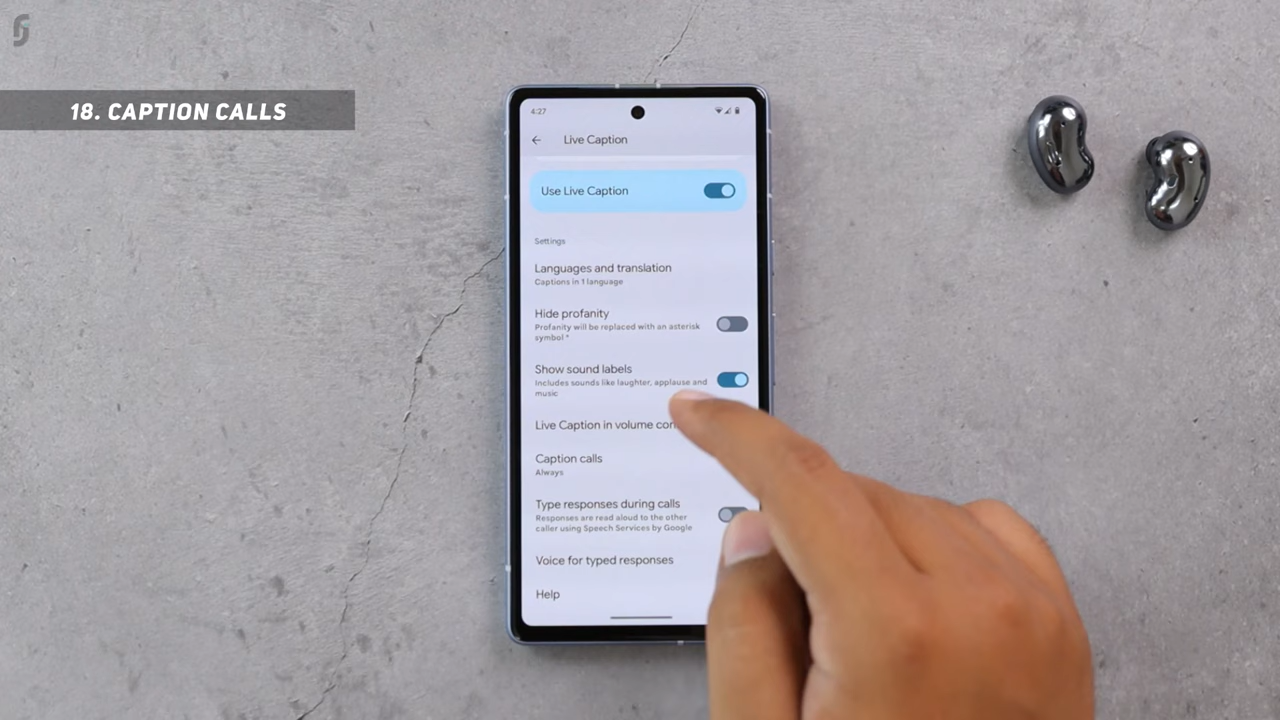 18. CAPTION CALLS
4:27
Live Caption
Use Live Caption
Settings
Languages and translation
Captions in 1 language
Hide profanity
Profanity will be replaced with an asterisk
symbol *
Show sound labels
Includes sounds like laughter, applause and
music
Live Caption in volume
Caption calls
Always
Type responses during calls
Responses are read aloud to the other
caller using Speech Services by Google
Voice for typed responses
Help